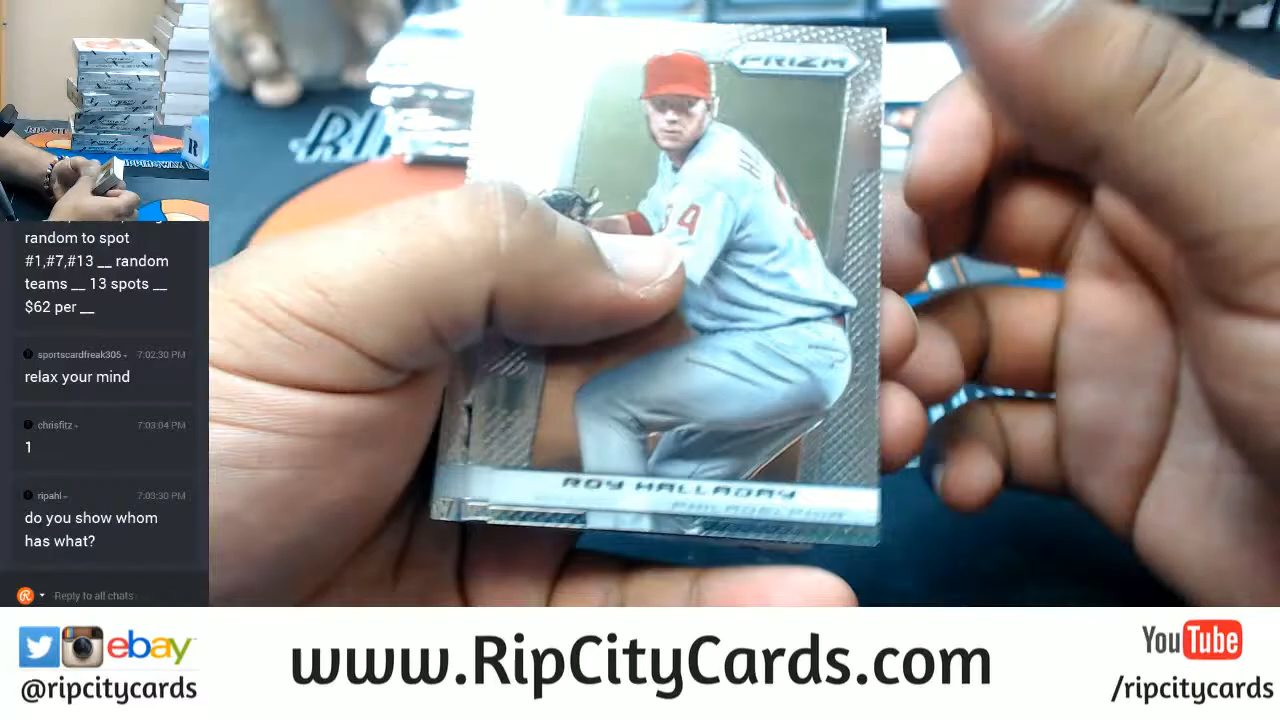 PRIZM
34
ROY HALLADAY
PHILADELPHIA
random to spot
#1,#7,#13 __ random
teams __ 13 spots __
$62 per __
sportscardfreak305 7:02:30 PM
relax your mind
chrisfitz 7:03:04 PM
1
ripahl 7:03:30 PM
do you show whom
has what?
Reply to all chats
ebay
@ripcitycards
www.RipCityCards.com
YouTube
/ripcitycards